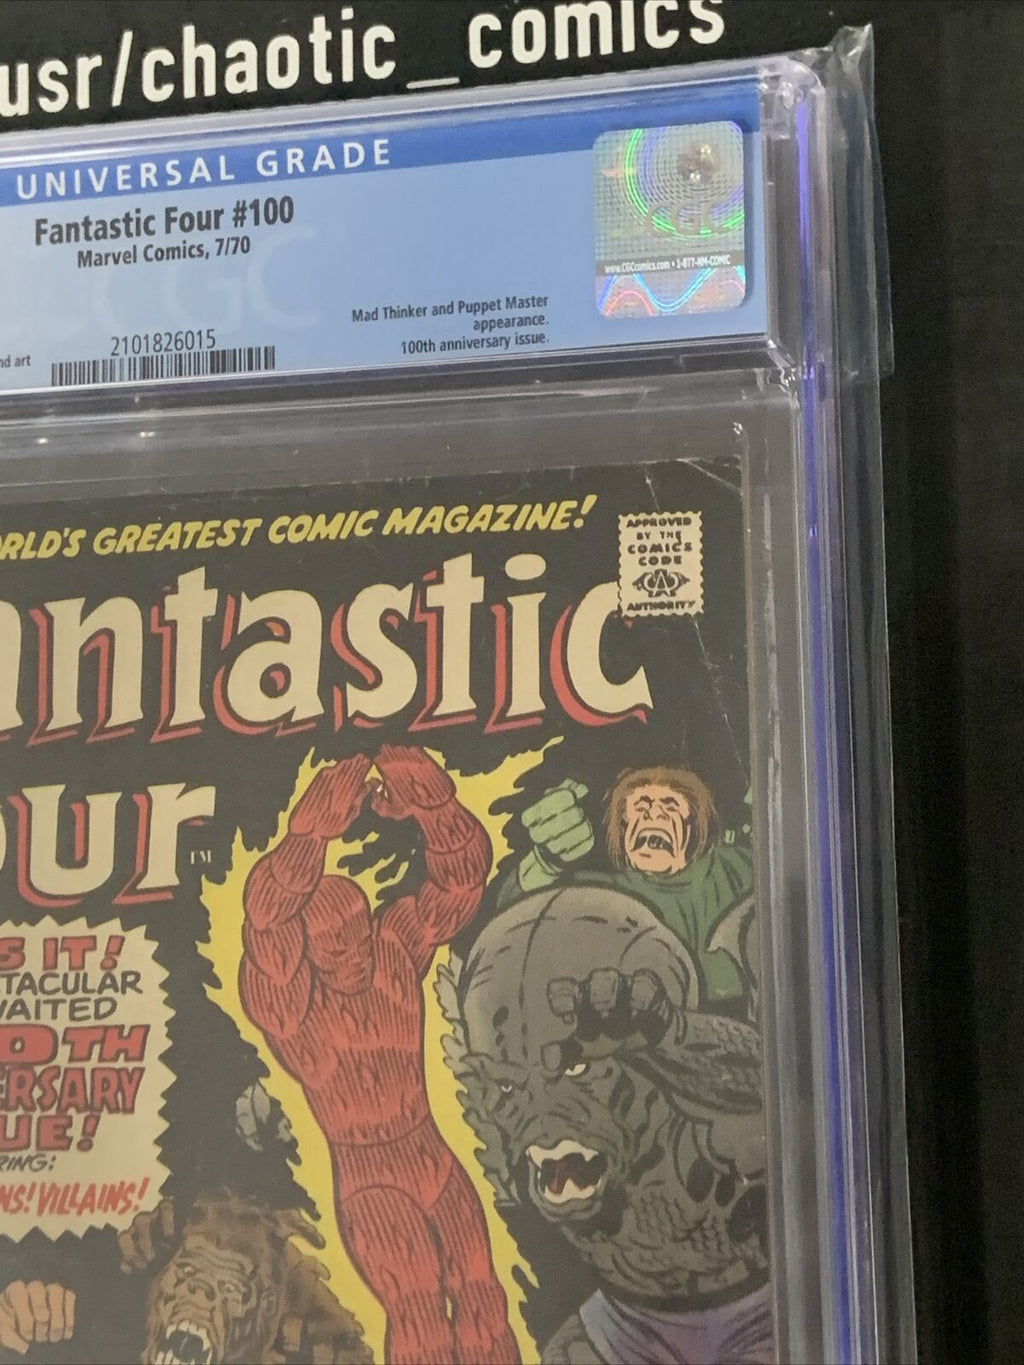 usr/chaotic_comics
UNIVERSAL GRADE
Fantastic Four #100
Marvel Comics, 7/70
CGC
www.CGCcomics.com • 1-877-NM-COMIC
Mad Thinker and Puppet Master
appearance.
100th anniversary issue.
nd art
2101826015
ORLD'S GREATEST COMIC MAGAZINE!
APPROVED
BY THE
COMICS
CODE
CA
AUTHORITY
antastic
our
TM
S IT!
TACULAR
WAITED
0TH
ERSARY
UE!
RING:
NS! VILLAINS!